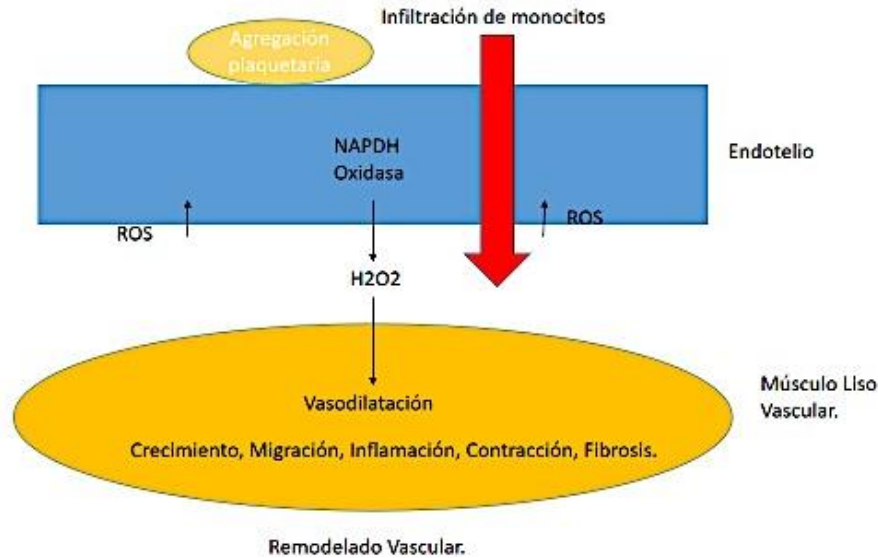 Infiltración de monocitos
Agregación
plaquetaria
NAPDH
Oxidasa
Endotelio
ROS
ROS
H2O2
Vasodilatación
Músculo Liso
Vascular.
Crecimiento, Migración, Inflamación, Contracción, Fibrosis.
Remodelado Vascular.